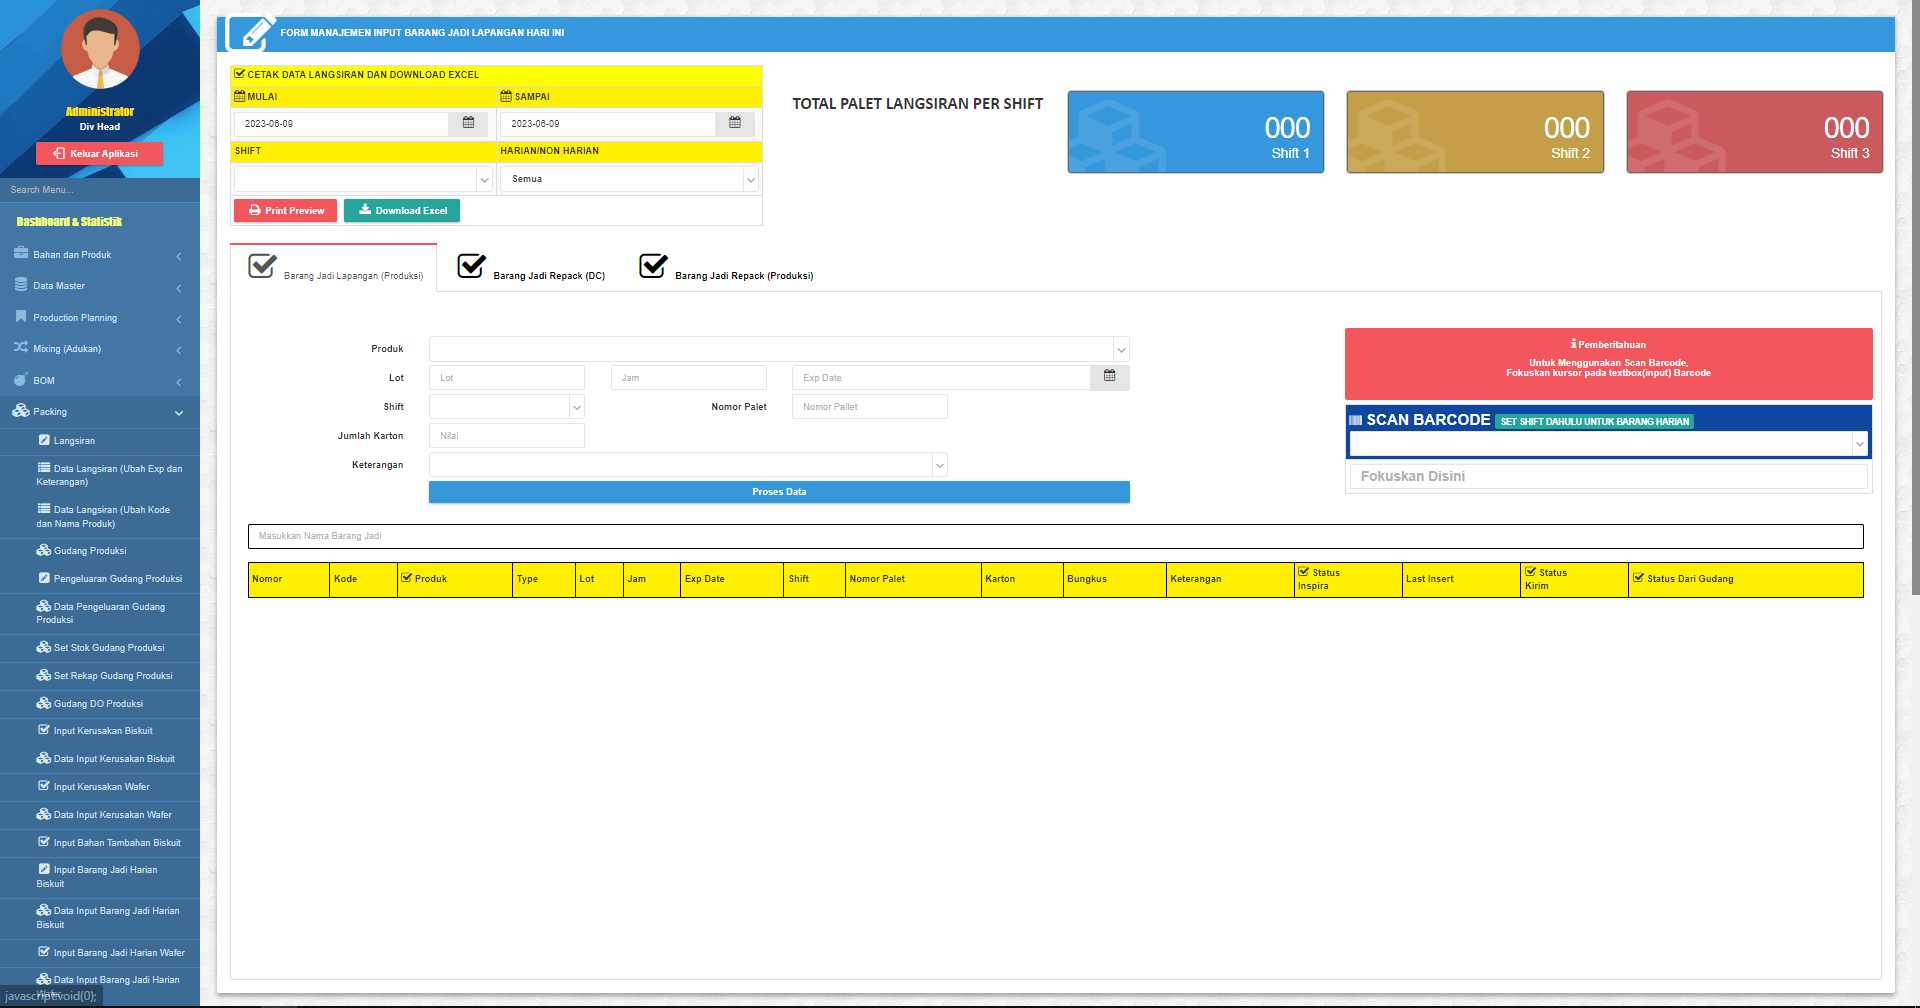 Administrator
Div Head
Keluar Aplikasi
Search Menu...
Dashboard & Statistik
Bahan dan Produk
Data Master
Production Planning
Mixing (Adukan)
BOM
Packing
Langsiran
Data Langsiran (Ubah Exp dan
Keterangan)
Data Langsiran (Ubah Kode
dan Nama Produk)
Gudang Produksi
Pengeluaran Gudang Produksi
Data Pengeluaran Gudang
Produksi
Set Stok Gudang Produksi
Set Rekap Gudang Produksi
Gudang DO Produksi
Input Kerusakan Biskuit
Data Input Kerusakan Biskuit
Input Kerusakan Wafer
Data Input Kerusakan Wafer
Input Bahan Tambahan Biskuit
Input Barang Jadi Harian
Biskuit
Data Input Barang Jadi Harian
Biskuit
Input Barang Jadi Harian Wafer
Data Input Barang Jadi Harian
Wafer
javascript:void(0);
FORM MANAJEMEN INPUT BARANG JADI LAPANGAN HARI INI
CETAK DATA LANGSIRAN DAN DOWNLOAD EXCEL
MULAI SAMPAI
2023-06-09 2023-06-09
SHIFT HARIAN/NON HARIAN
Semua
Print Preview Download Excel
TOTAL PALET LANGSIRAN PER SHIFT
000
Shift 1
000
Shift 2
000
Shift 3
Barang Jadi Lapangan (Produksi) Barang Jadi Repack (DC) Barang Jadi Repack (Produksi)
Produk
Lot Lot Jam Exp Date
Shift Nomor Palet Nomor Pallet
Jumlah Karton Nilai
Keterangan
Proses Data
Pemberitahuan
Untuk Menggunakan Scan Barcode,
Fokuskan kursor pada textbox(input) Barcode
SCAN BARCODE SET SHIFT DAHULU UNTUK BARANG HARIAN
Fokuskan Disini
Masukkan Nama Barang Jadi
Nomor Kode Produk Type Lot Jam Exp Date Shift Nomor Palet Karton Bungkus Keterangan Status Inspira Last Insert Status Kirim Status Dari Gudang